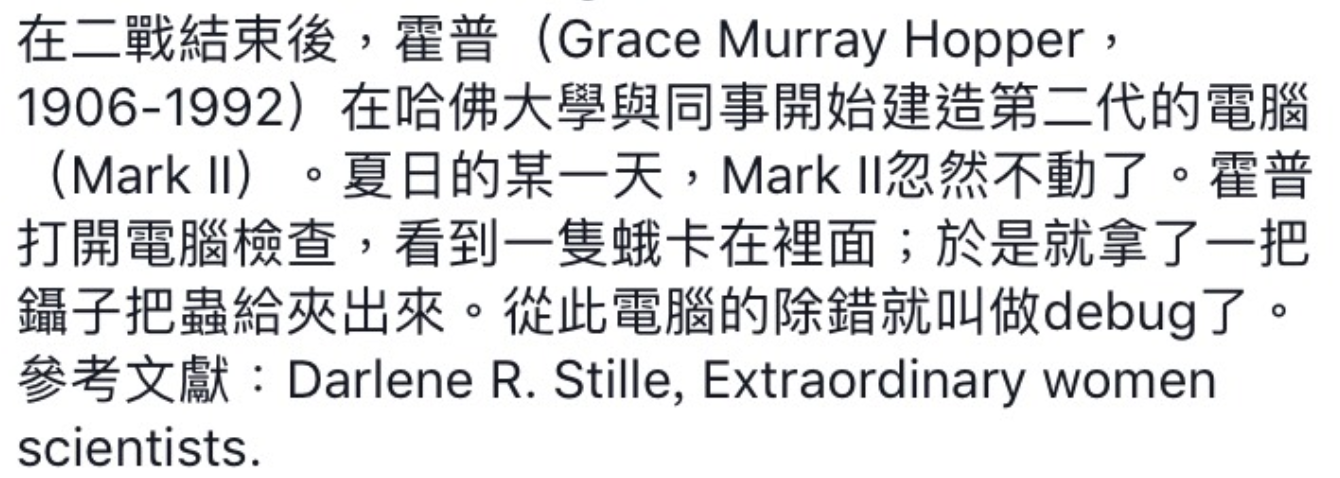 在二戰結束後，霍普（Grace Murray Hopper，
1906-1992）在哈佛大學與同事開始建造第二代的電腦
（Mark II）。夏日的某一天，Mark II忽然不動了。霍普
打開電腦檢查，看到一隻蛾卡在裡面；於是就拿了一把
鑷子把蟲給夾出來。從此電腦的除錯就叫做debug了。
參考文獻：Darlene R. Stille, Extraordinary women
scientists.